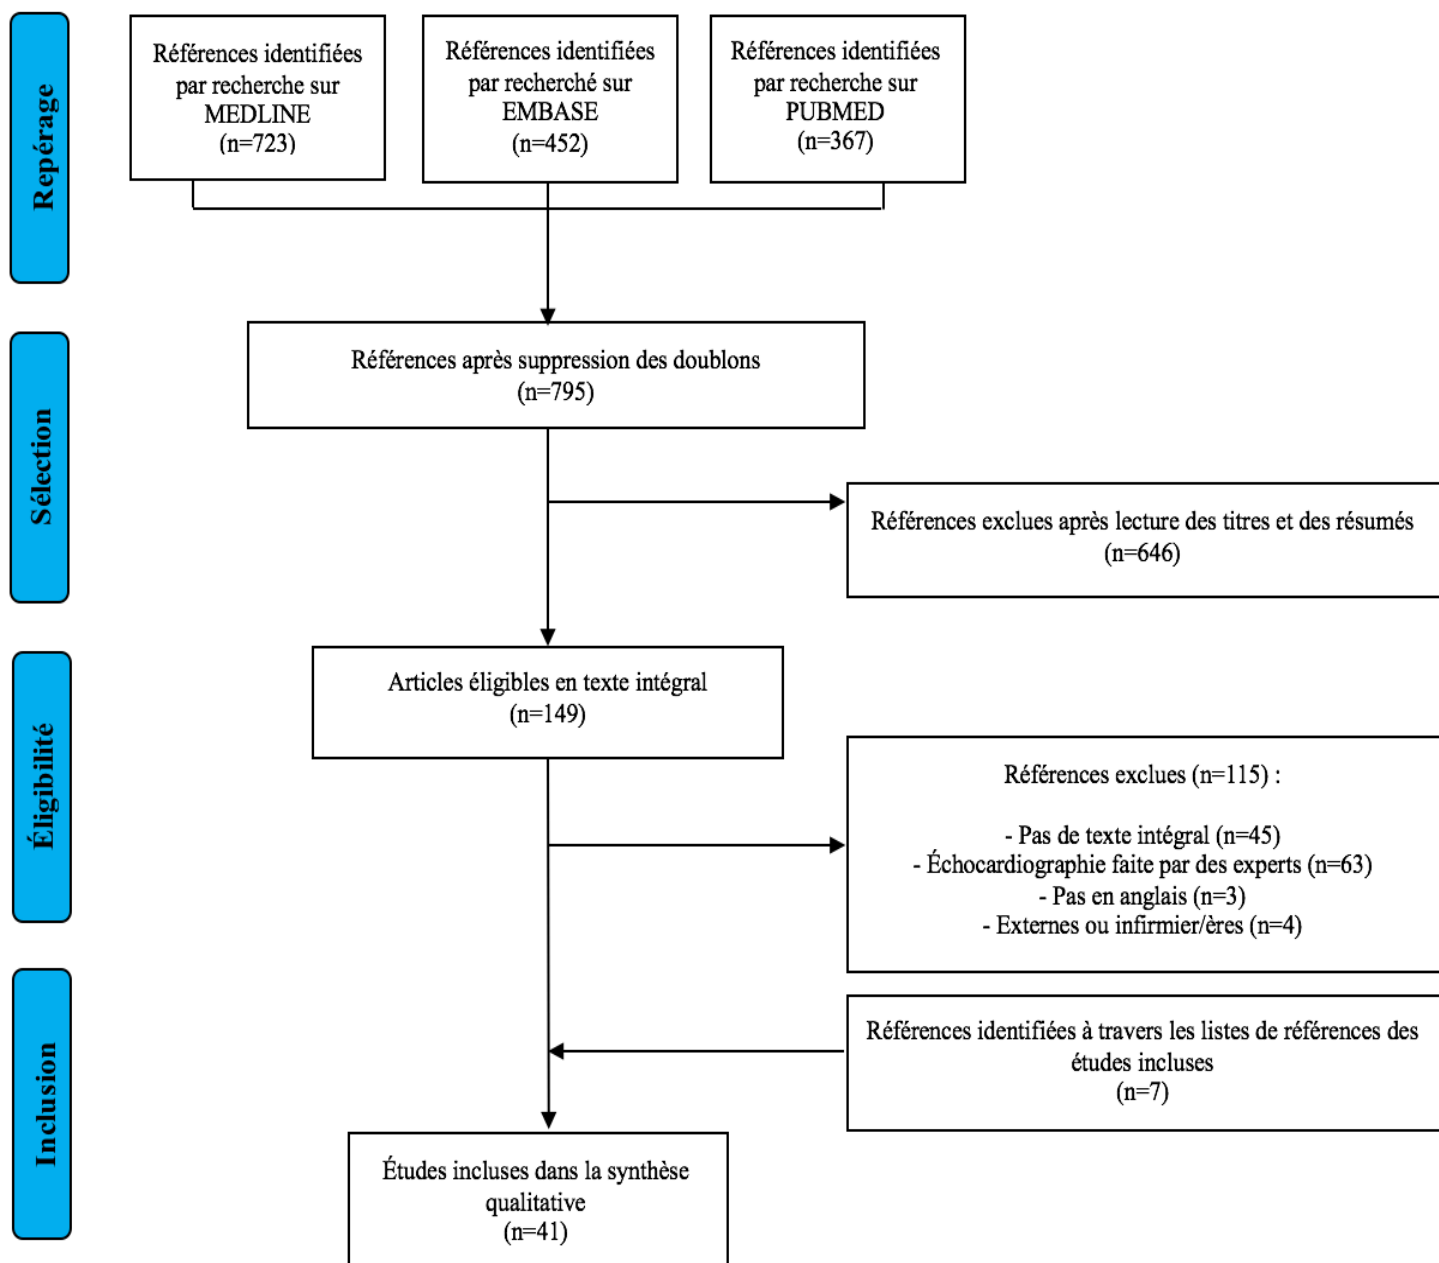 Repérage
Références identifiées
par recherche sur
MEDLINE
(n=723)
Références identifiées
par recherché sur
EMBASE
(n=452)
Références identifiées
par recherche sur
PUBMED
(n=367)
Sélection
Références après suppression des doublons
(n=795)
Références exclues après lecture des titres et des résumés
(n=646)
Éligibilité
Articles éligibles en texte intégral
(n=149)
Références exclues (n=115) :
- Pas de texte intégral (n=45)
- Échocardiographie faite par des experts (n=63)
- Pas en anglais (n=3)
- Externes ou infirmier/ères (n=4)
Inclusion
Références identifiées à travers les listes de références des
études incluses
(n=7)
Études incluses dans la synthèse
qualitative
(n=41)